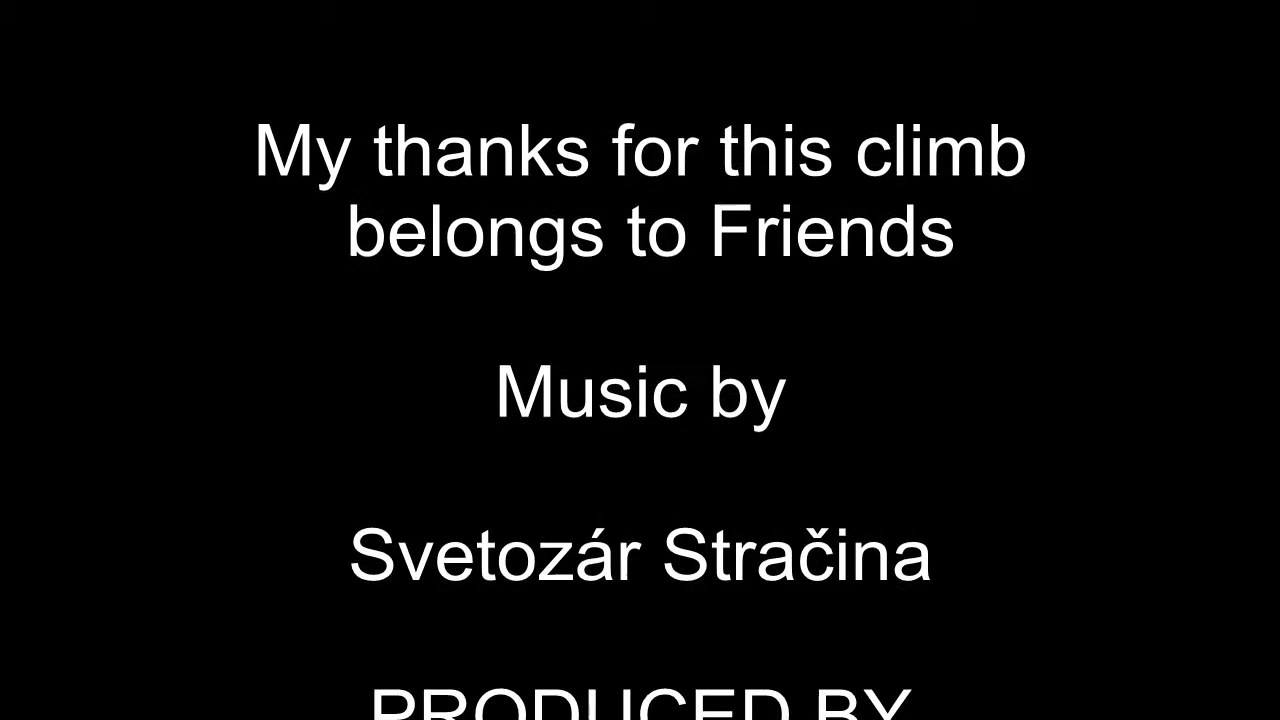 My thanks for this climb
belongs to Friends
Music by
Svetozár Stračina
PRODUCED BY